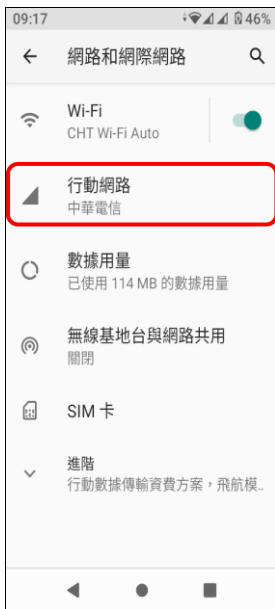 09:17
46%
網路和網際網路
Wi-Fi
CHT Wi-Fi Auto
行動網路
中華電信
數據用量
已使用 114 MB 的數據用量
無線基地台與網路共用
關閉
SIM 卡
進階
行動數據傳輸資費方案，飛航模..